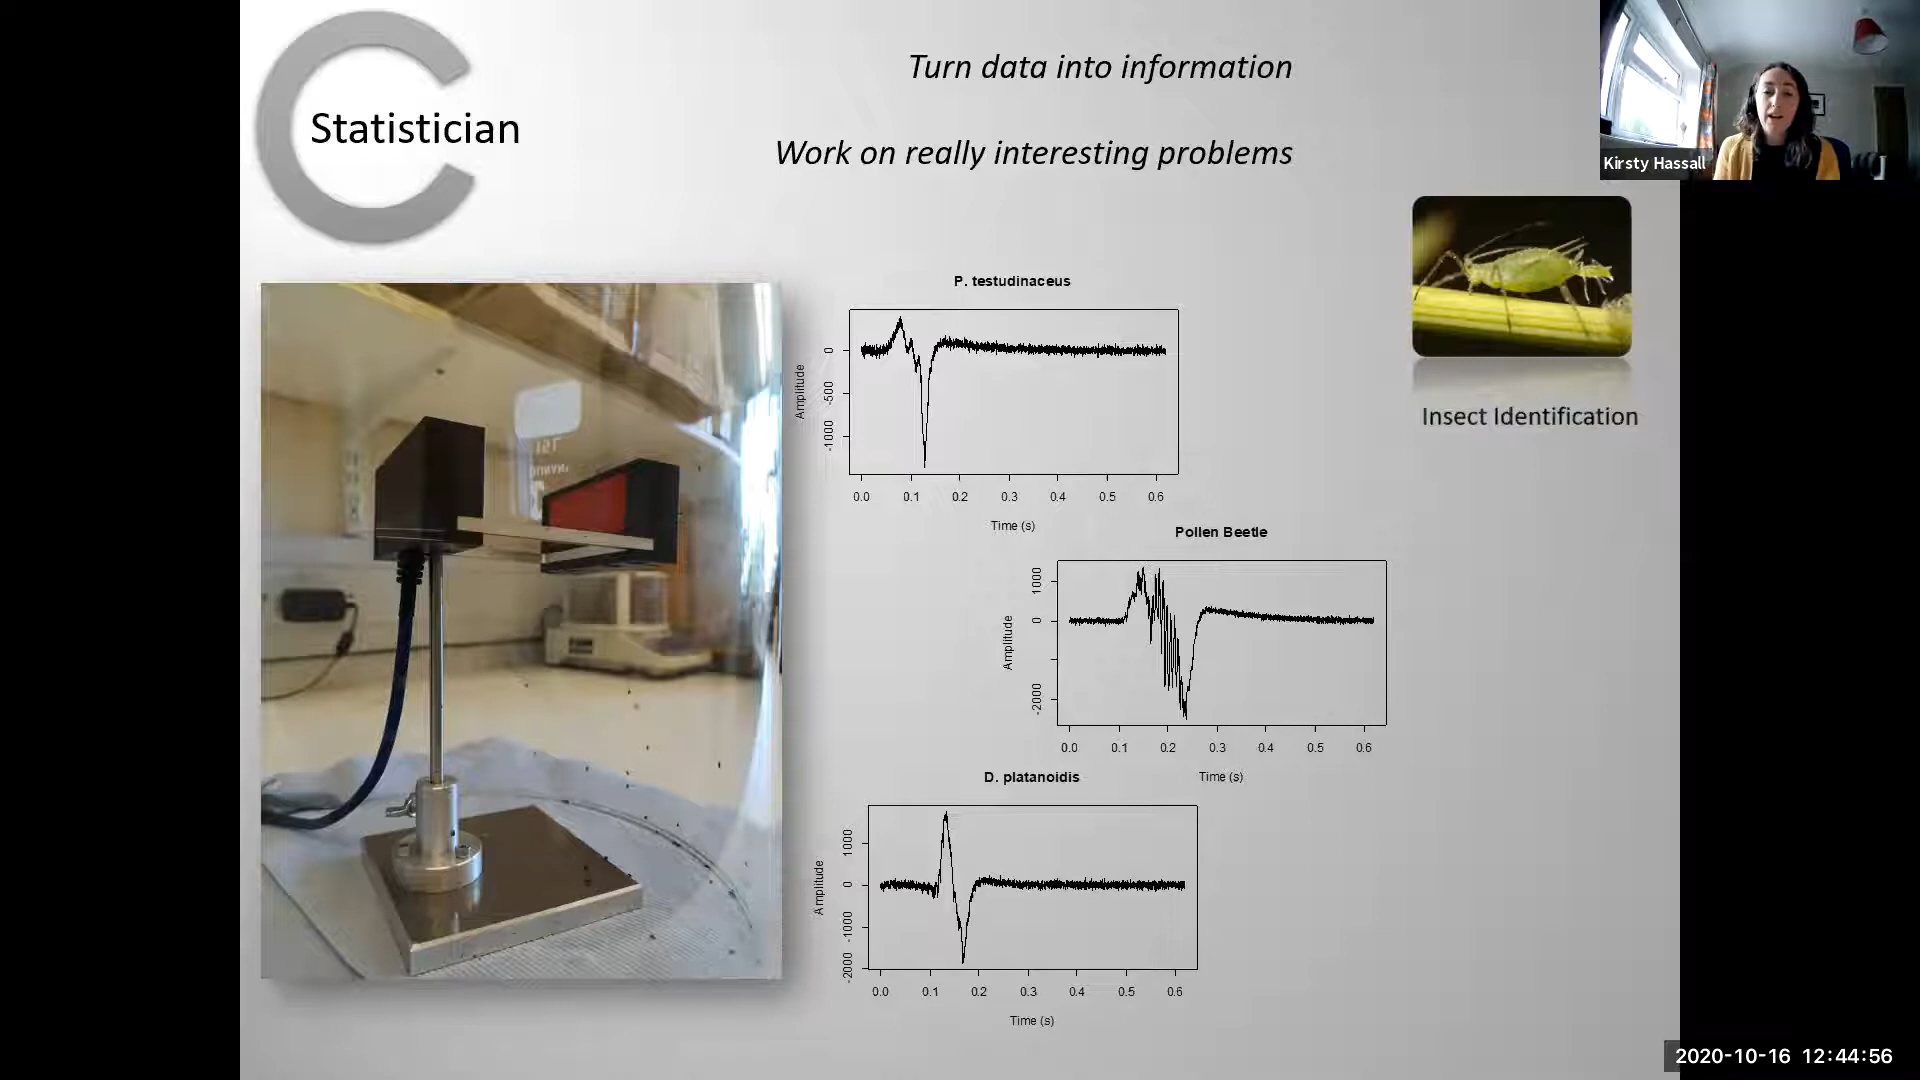 Statistician
Turn data into information
Work on really interesting problems
Kirsty Hassall
Insect Identification
P. testudinaceus
Amplitude
0
-500
-1000
0.0 0.1 0.2 0.3 0.4 0.5 0.6
Time (s)
Pollen Beetle
Amplitude
1000
0
-2000
0.0 0.1 0.2 0.3 0.4 0.5 0.6
Time (s)
D. platanoidis
Amplitude
1000
0
-1000
-2000
0.0 0.1 0.2 0.3 0.4 0.5 0.6
Time (s)
2020-10-16 12:44:56